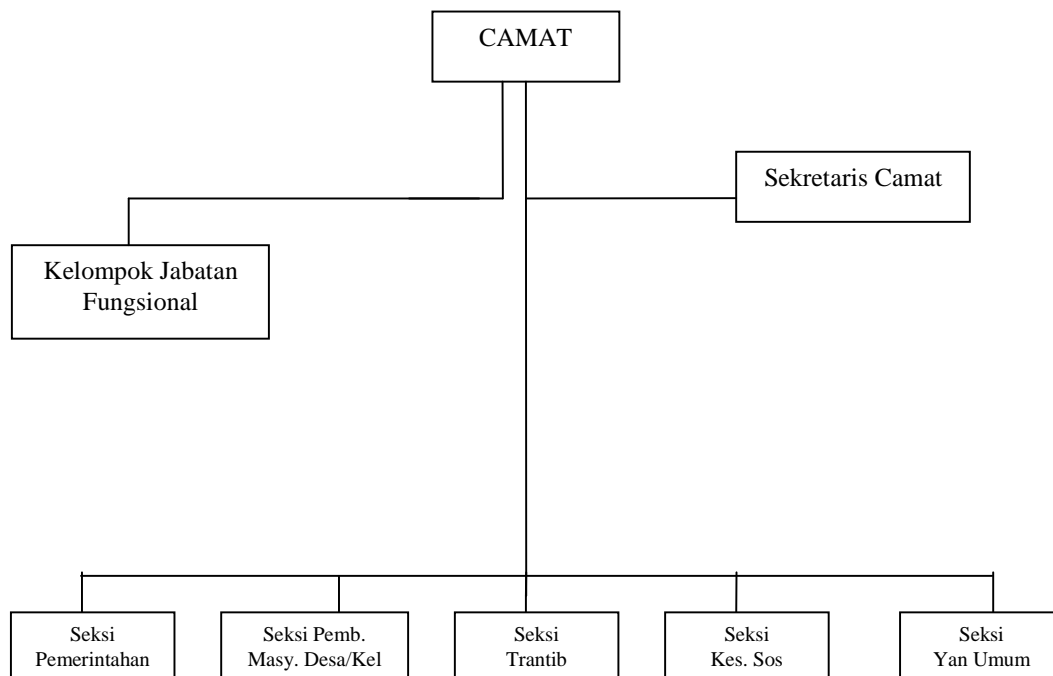 CAMAT
Sekretaris Camat
Kelompok Jabatan
Fungsional
Seksi
Pemerintahan
Seksi Pemb.
Masy. Desa/Kel
Seksi
Trantib
Seksi
Kes. Sos
Seksi
Yan Umum